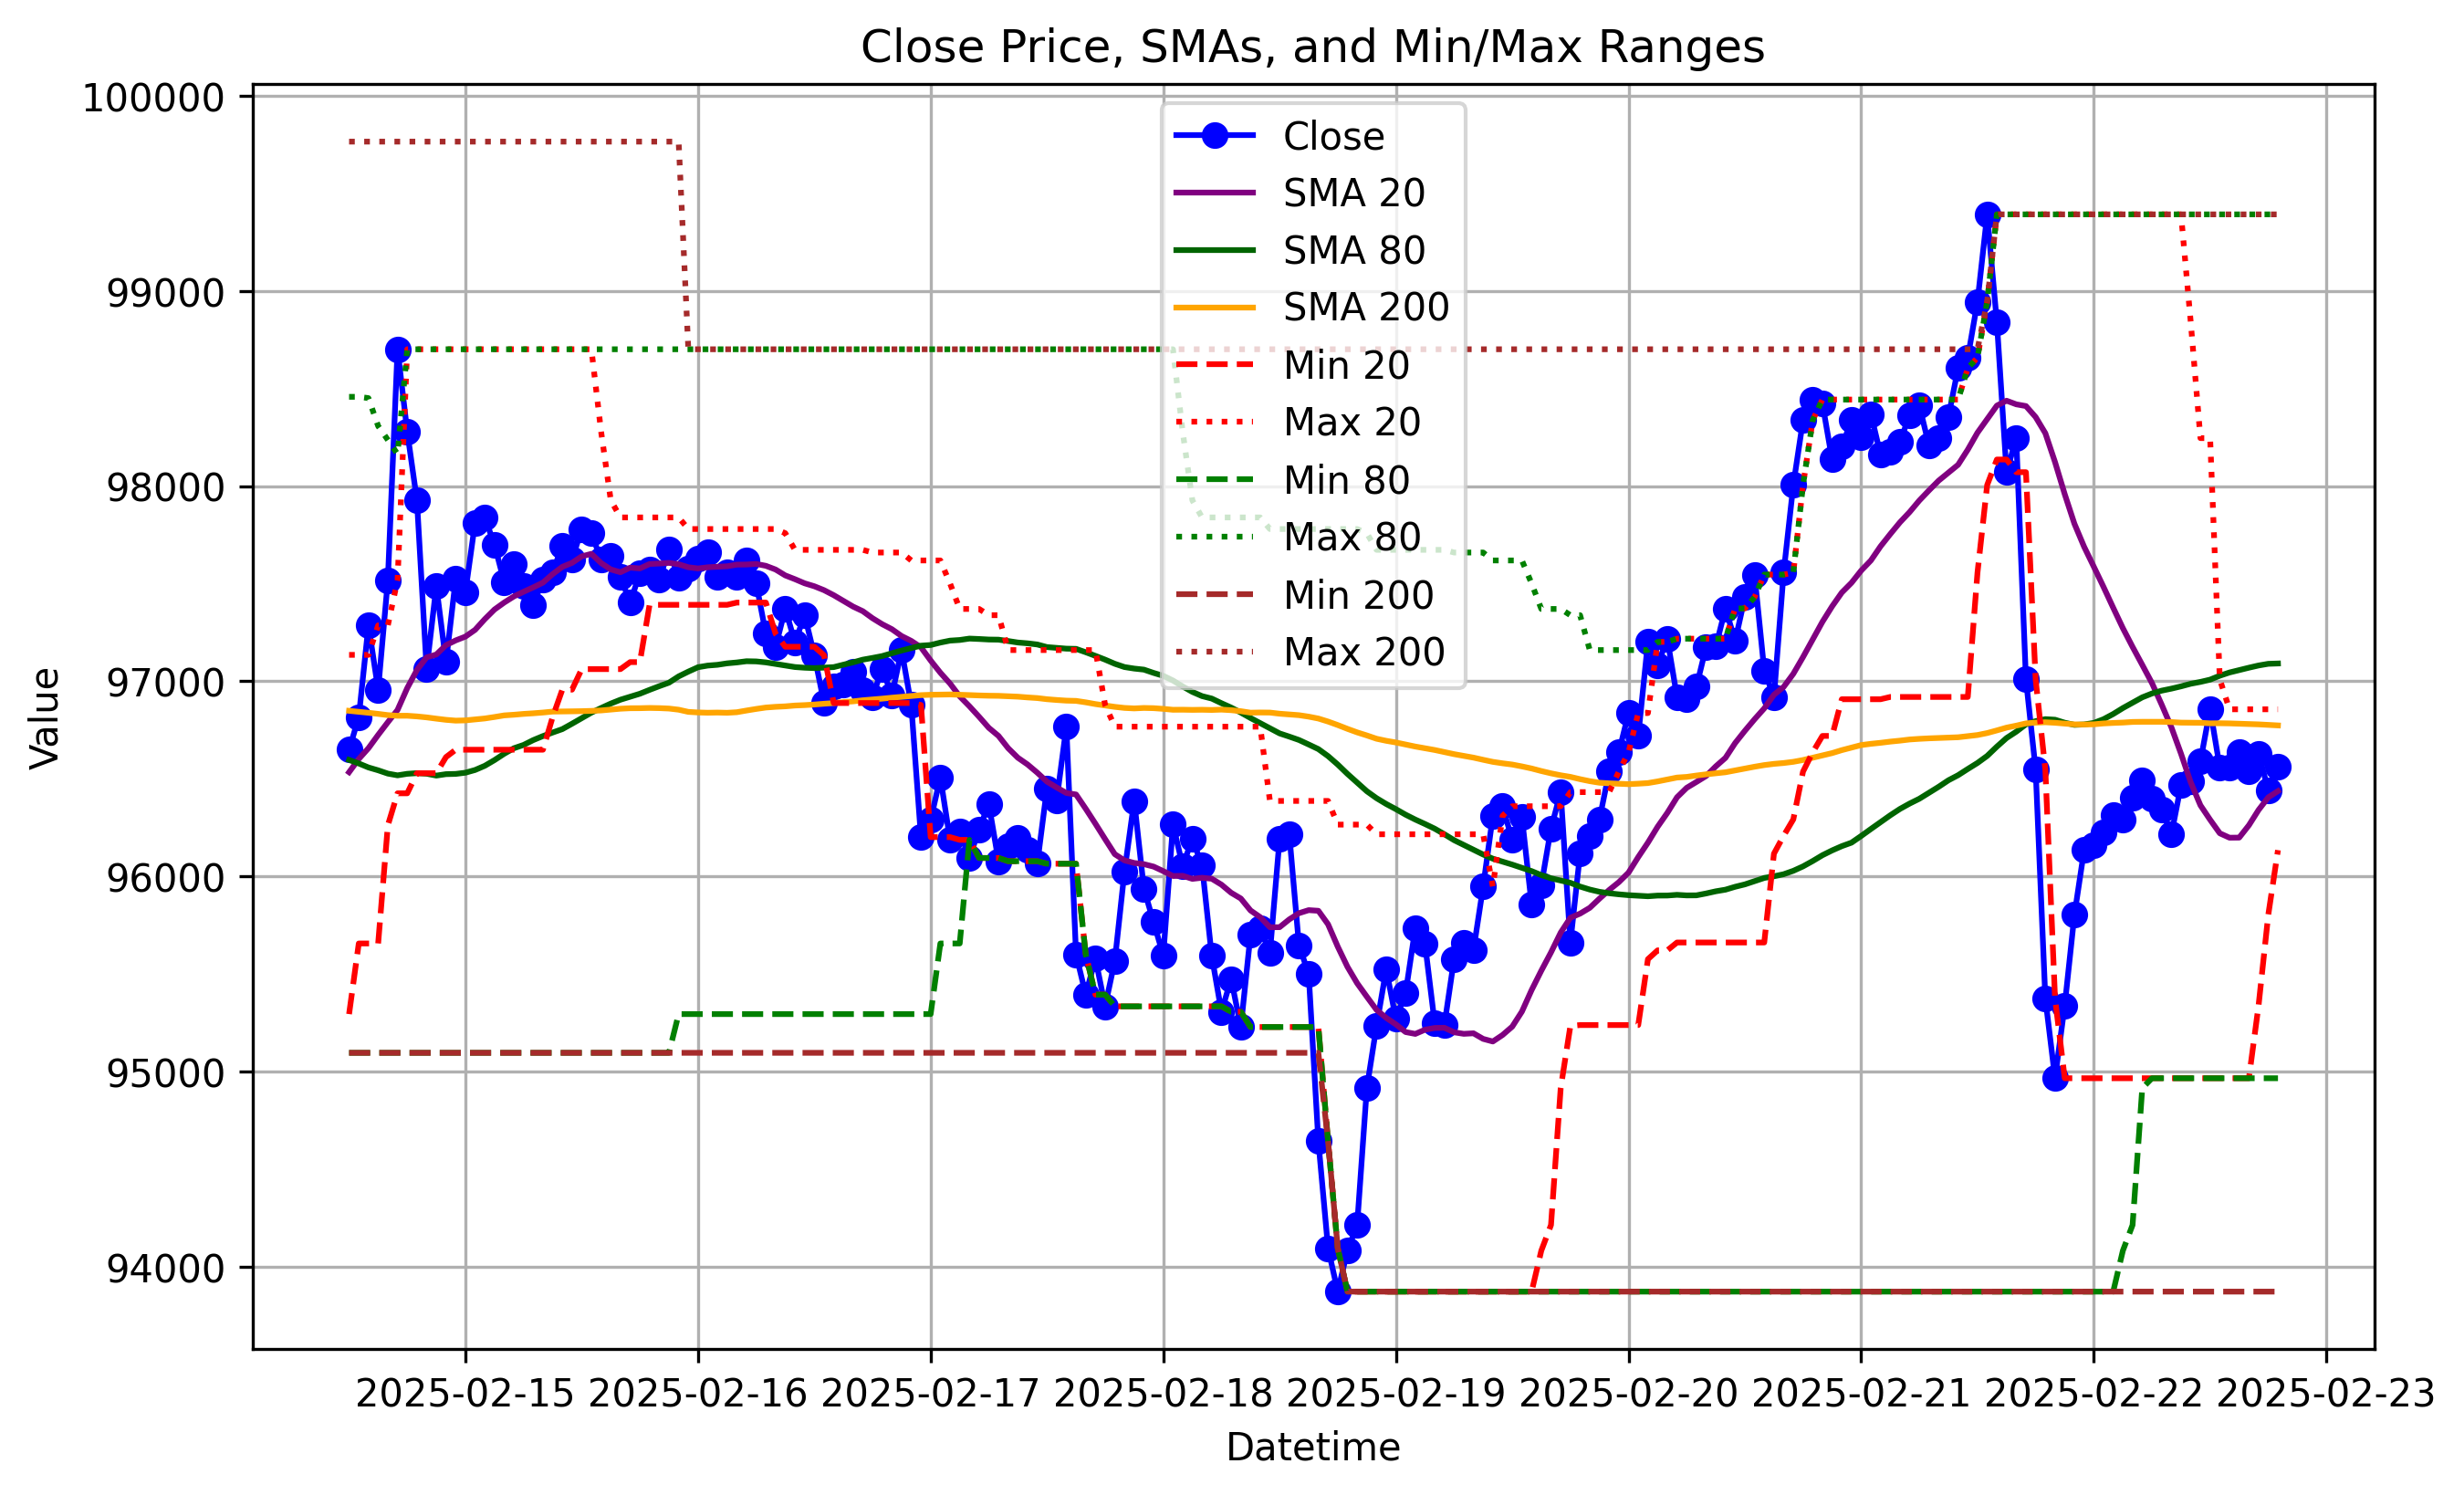 Close Price, SMAs, and Min/Max Ranges
100000
99000
98000
97000
96000
95000
94000
Value
Close
SMA 20
SMA 80
SMA 200
Min 20
Max 20
Min 80
Max 80
Min 200
Max 200
2025-02-15 2025-02-16 2025-02-17 2025-02-18 2025-02-19 2025-02-20 2025-02-21 2025-02-22 2025-02-23
Datetime